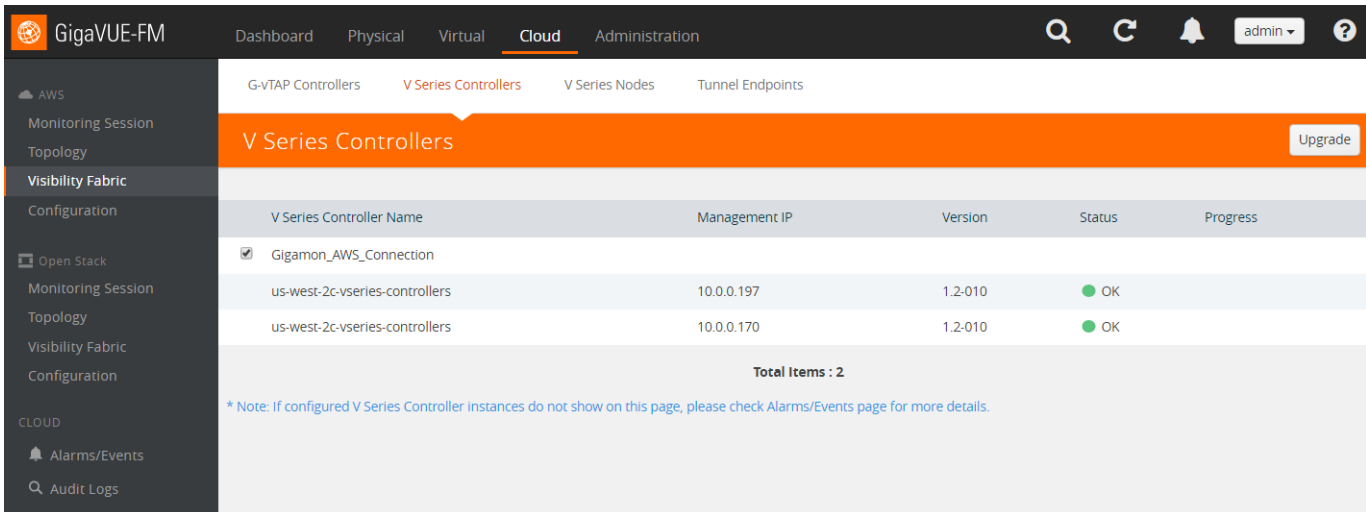 GigaVUE-FM
Dashboard Physical Virtual Cloud Administration admin
AWS
Monitoring Session
Topology
Visibility Fabric
Configuration
Open Stack
Monitoring Session
Topology
Visibility Fabric
Configuration
CLOUD
Alarms/Events
Audit Logs
G-vTAP Controllers V Series Controllers V Series Nodes Tunnel Endpoints
V Series Controllers Upgrade
V Series Controller Name Management IP Version Status Progress
Gigamon_AWS_Connection
us-west-2c-vseries-controllers 10.0.0.197 1.2-010 OK
us-west-2c-vseries-controllers 10.0.0.170 1.2-010 OK
Total Items : 2
* Note: If configured V Series Controller instances do not show on this page, please check Alarms/Events page for more details.